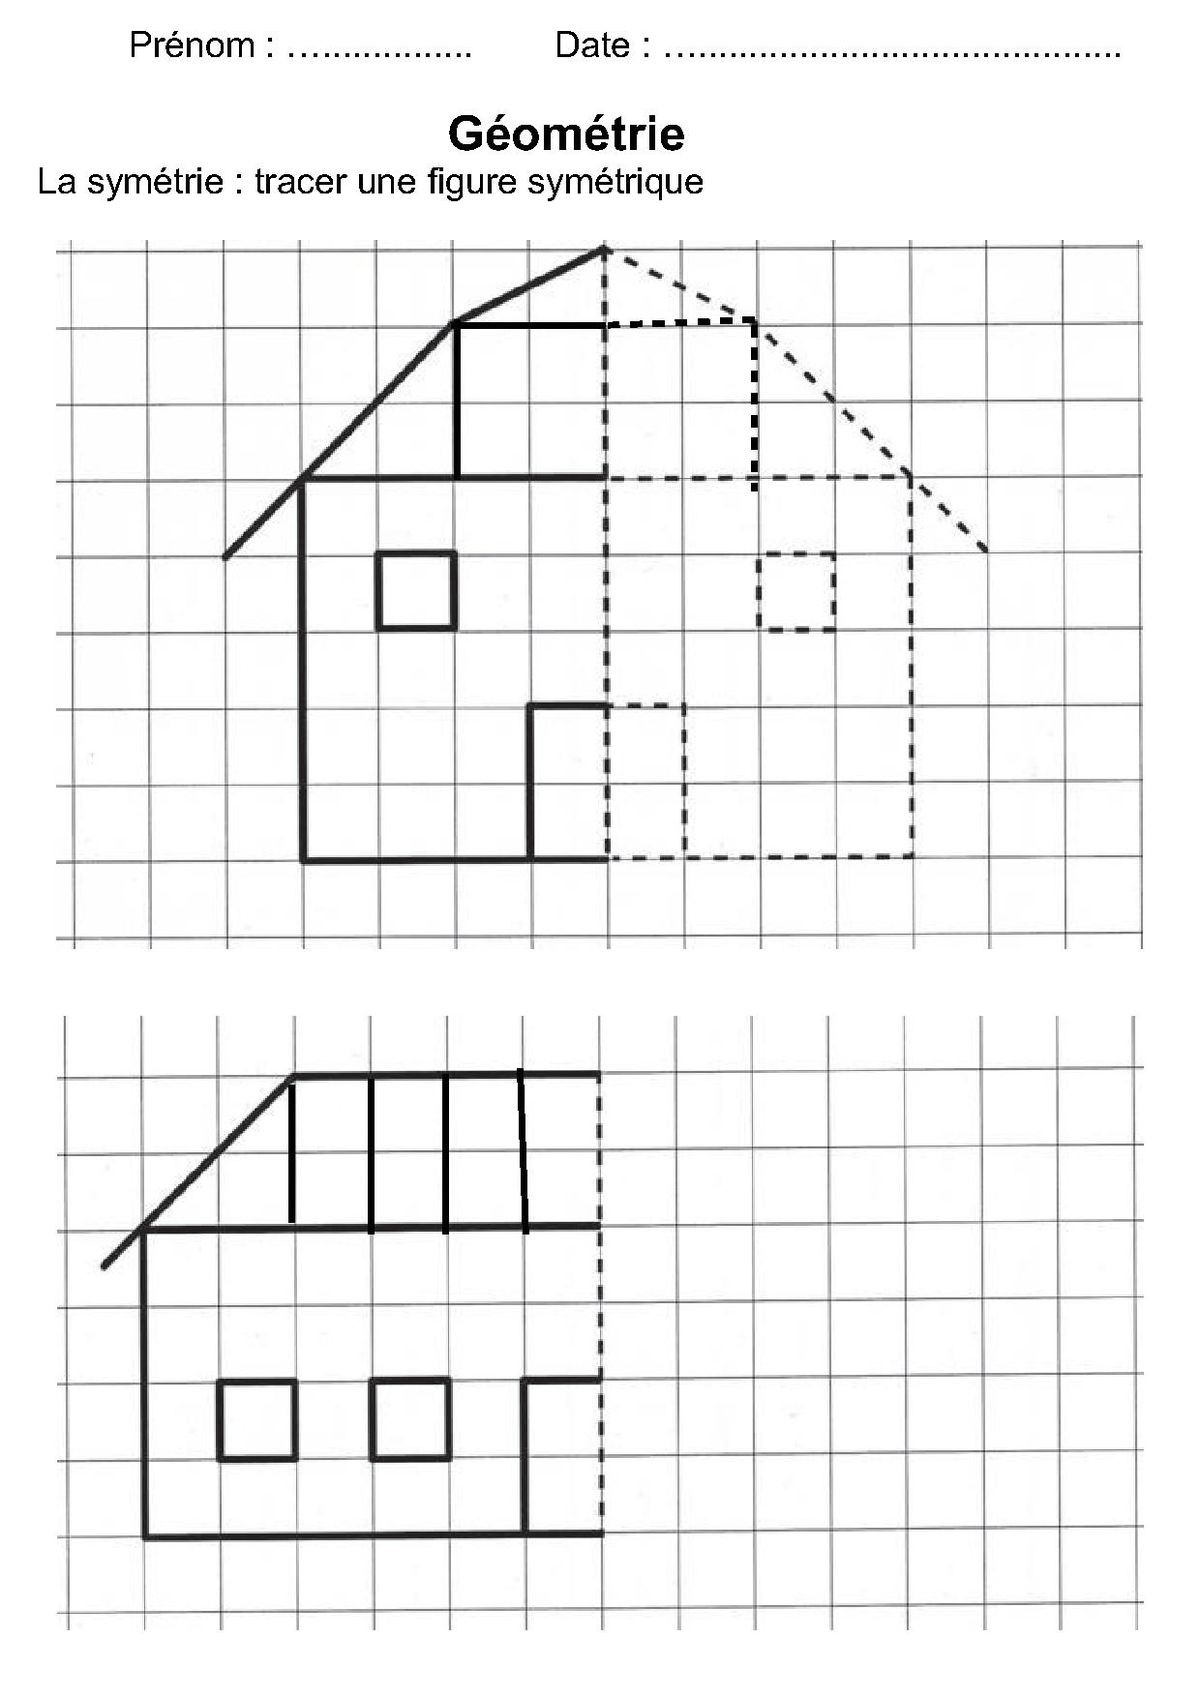 Prénom : …................ Date : …...........................................
Géométrie
La symétrie : tracer une figure symétrique